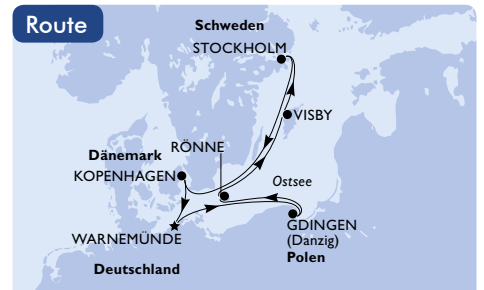 Route
Schweden
STOCKHOLM
VISBY
RÖNNE
Dänemark
KOPENHAGEN
Ostsee
GDINGEN
(Danzig)
Polen
WARNEMÜNDE
Deutschland